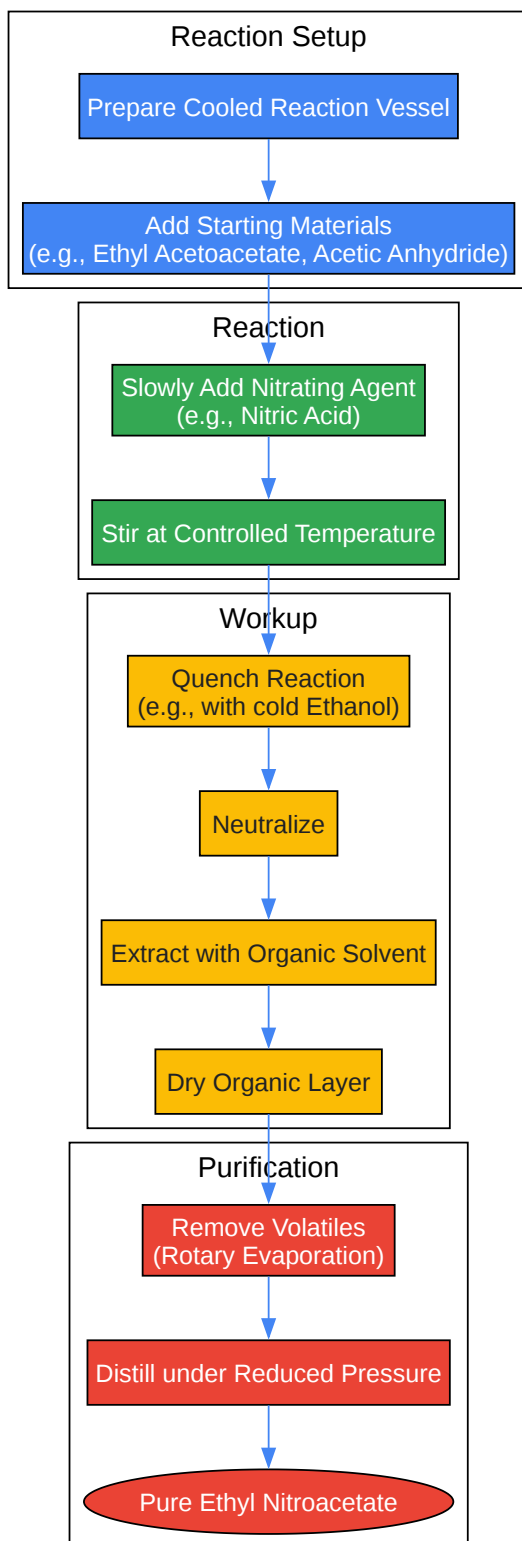 Reaction Setup
Prepare Cooled Reaction Vessel
Add Starting Materials
(e.g., Ethyl Acetoacetate, Acetic Anhydride)
Reaction
Slowly Add Nitrating Agent
(e.g., Nitric Acid)
Stir at Controlled Temperature
Workup
Quench Reaction
(e.g., with cold Ethanol)
Neutralize
Extract with Organic Solvent
Dry Organic Layer
Purification
Remove Volatiles
(Rotary Evaporation)
Distill under Reduced Pressure
Pure Ethyl Nitroacetate